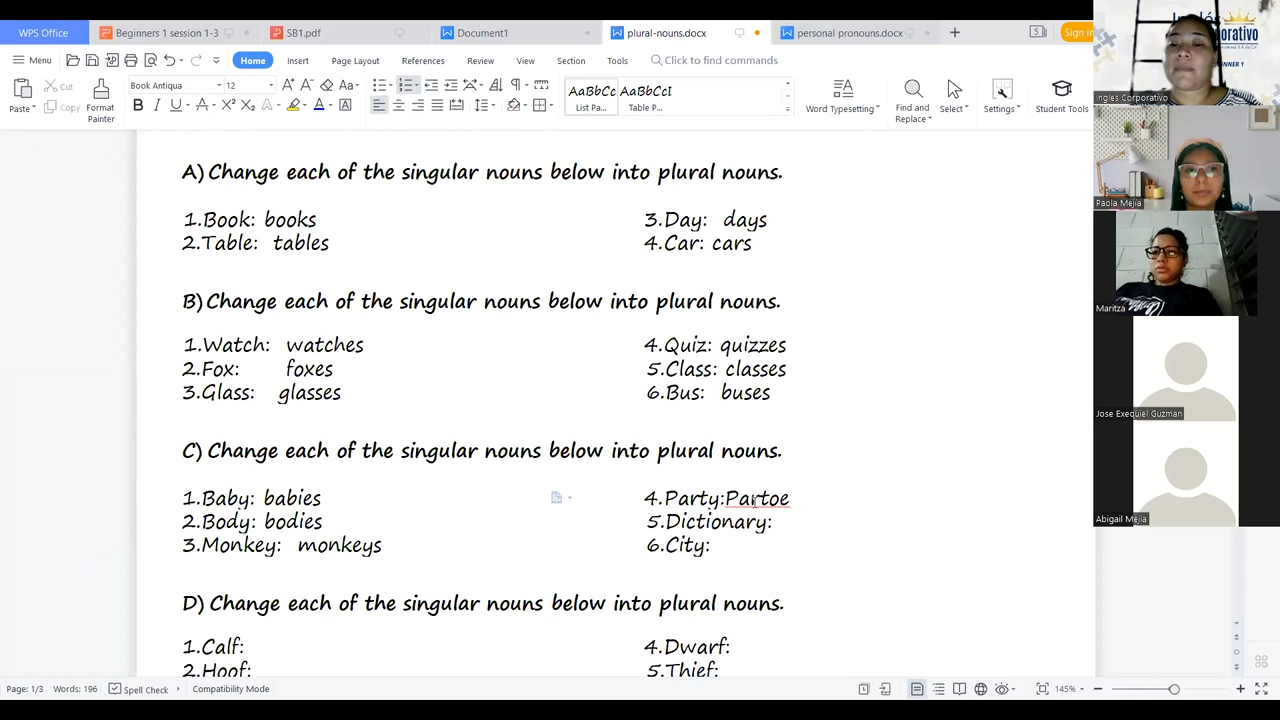 WPS Office
Beginners 1 session 1-3
SB1.pdf
Document1
plural-nouns.docx
personal pronouns.docx
+
5
Sign in
Menu
Home
Insert
Page Layout
References
Review
View
Section
Tools
Click to find commands
Paste
Cut
Copy
Format Painter
Book Antiqua
12
AaBbCc
List Pa...
AaBbCcI
Table P...
Word Typesetting
Find and Replace
Select
Settings
Student Tools
Inglés Corporativo
Paola Mejía
Maritza
Jose Exequiel Guzman
Abigail Mejia
A) Change each of the singular nouns below into plural nouns.
1.Book: books
2.Table: tables
3.Day: days
4.Car: cars
B) Change each of the singular nouns below into plural nouns.
1.Watch: watches
2.Fox: foxes
3.Glass: glasses
4.Quiz: quizzes
5.Class: classes
6.Bus: buses
C) Change each of the singular nouns below into plural nouns.
1.Baby: babies
2.Body: bodies
3.Monkey: monkeys
4.Party:Partoe
5.Dictionary:
6.City:
D) Change each of the singular nouns below into plural nouns.
1.Calf:
2.Hoof:
4.Dwarf:
5.Thief:
Page: 1/3
Words: 196
Spell Check
Compatibility Mode
145%